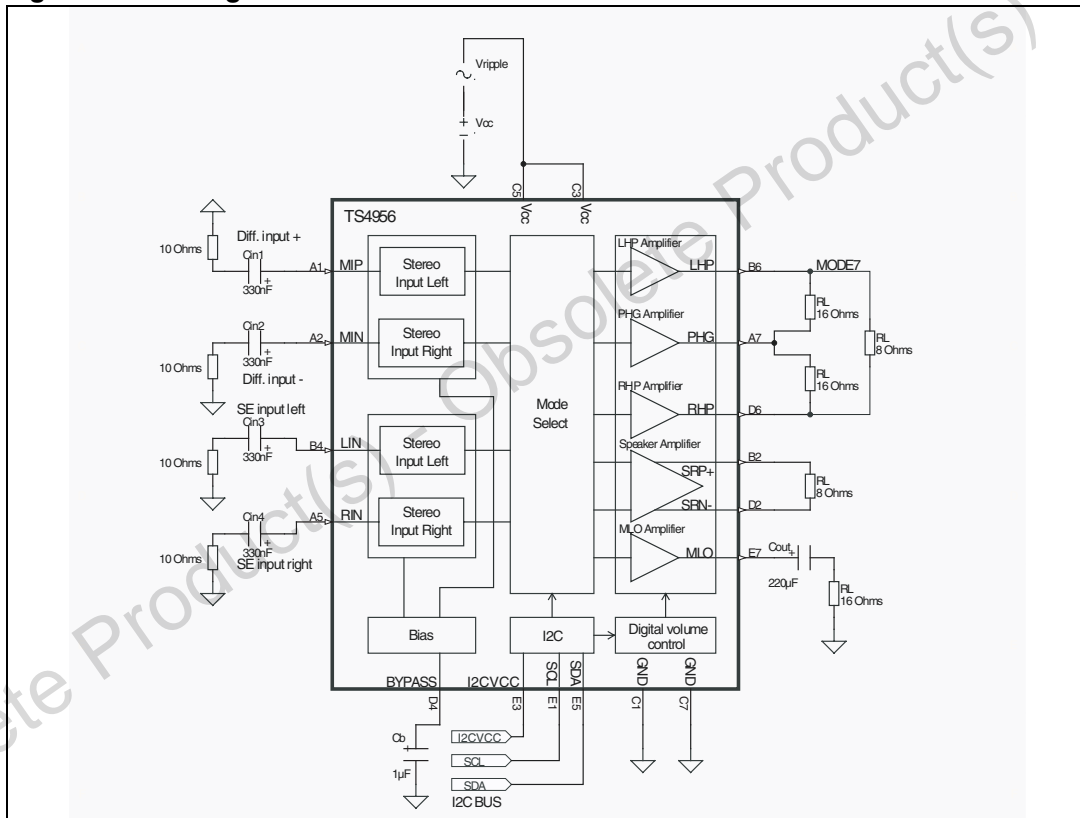 Vripple
Vcc
C5
C3
Vcc
Vcc
TS4956
Diff. input +
10 Ohms
Cin1
330nF
A1
MIP
Stereo
Input Left
Cin2
10 Ohms
330nF
Diff. input -
A2
MIN
Stereo
Input Right
SE input left
Cin3
10 Ohms
330nF
B4
LIN
Stereo
Input Left
Cin4
10 Ohms
330nF
SE input right
A5
RIN
Stereo
Input Right
Mode
Select
LHP Amplifier
LHP
B6
MODE7
PHG Amplifier
PHG
A7
RHP Amplifier
RHP
D6
RL
16 Ohms
RL
16 Ohms
RL
8 Ohms
Speaker Amplifier
SRP+
SRN-
B2
D2
RL
8 Ohms
MLO Amplifier
MLO
E7
Cout
220µF
RL
16 Ohms
Bias
I2C
Digital volume
control
BYPASS
I2CVCC
SCL
SDA
GND
GND
D4
E3
E1
E5
C1
C7
Cb
1µF
I2CVCC
SCL
SDA
I2C BUS
ete Product(s) - Obsolete Product(s)